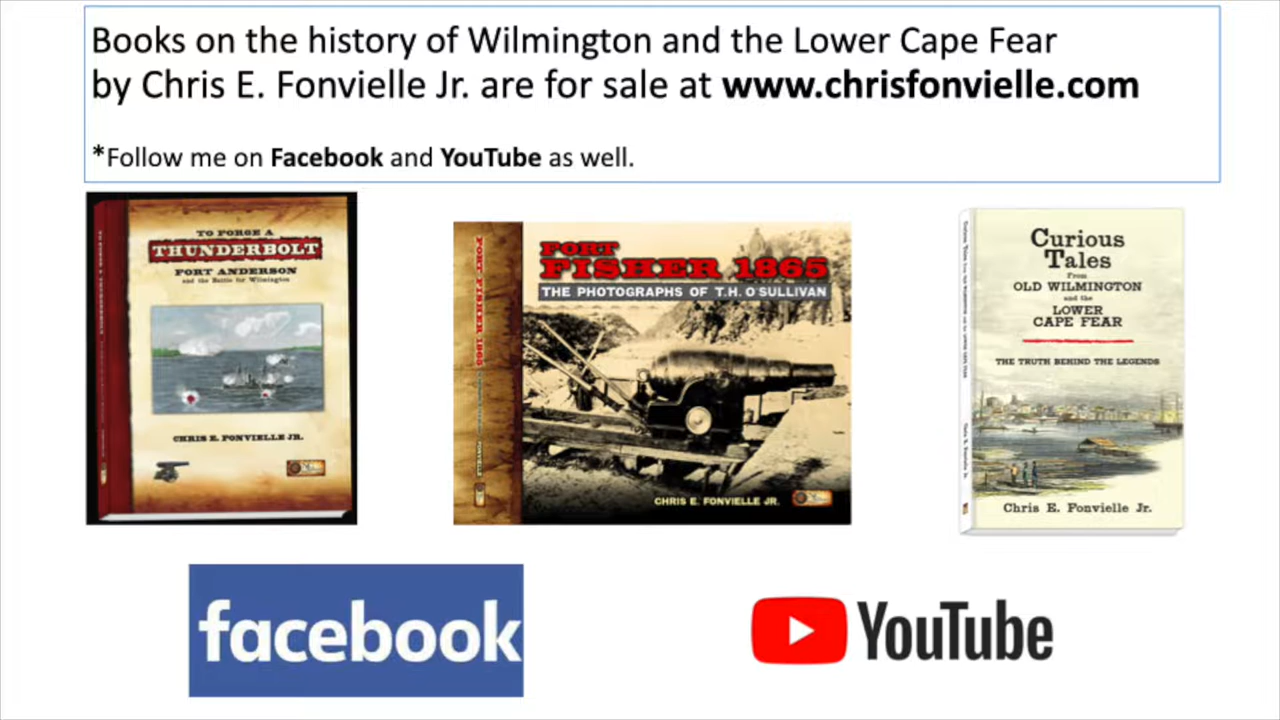 Books on the history of Wilmington and the Lower Cape Fear
by Chris E. Fonvielle Jr. are for sale at www.chrisfonvielle.com
*Follow me on Facebook and YouTube as well.
TO FORGE A
THUNDERBOLT
FORT ANDERSON
and the Battle for Wilmington
CHRIS E. FONVIELLE JR.
FORT FISHER 1865
FORT
FISHER 1865
THE PHOTOGRAPHS OF T.H. O'SULLIVAN
CHRIS E. FONVIELLE JR.
Curious
Tales
From
OLD WILMINGTON
and the
LOWER
CAPE FEAR
THE TRUTH BEHIND THE LEGENDS
Chris E. Fonvielle Jr.
facebook
YouTube